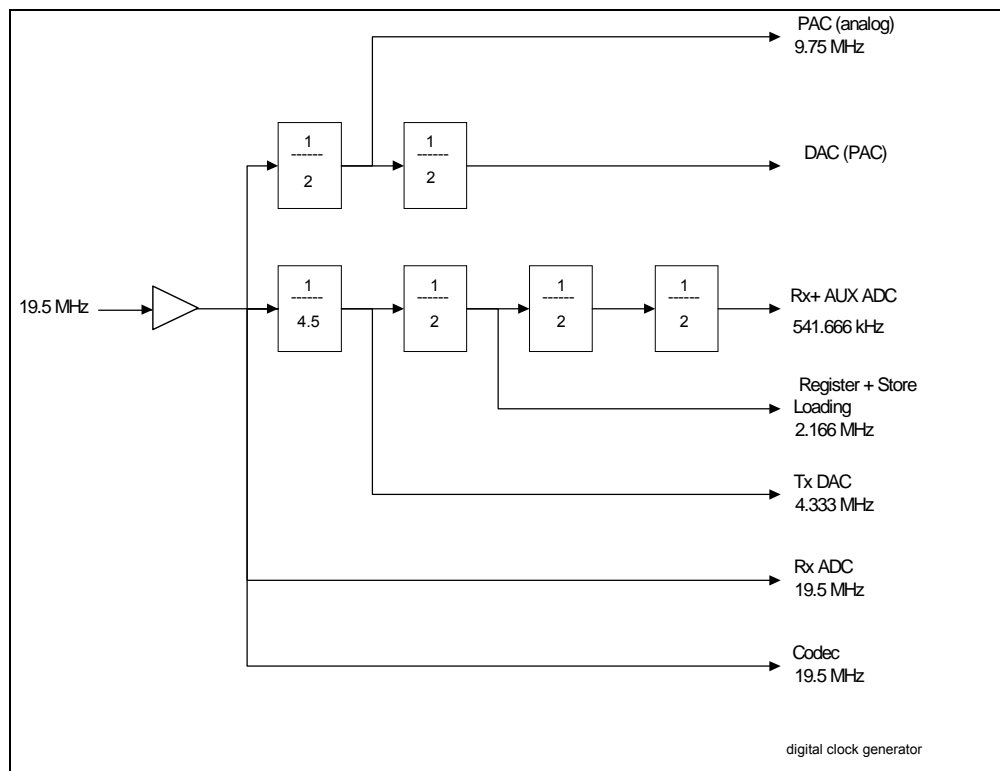 PAC (analog)
9.75 MHz
1
------
2
1
------
2
DAC (PAC)
19.5 MHz
1
------
4.5
1
------
2
1
------
2
1
------
2
Rx+ AUX ADC
541.666 kHz
Register + Store
Loading
2.166 MHz
Tx DAC
4.333 MHz
Rx ADC
19.5 MHz
Codec
19.5 MHz
digital clock generator